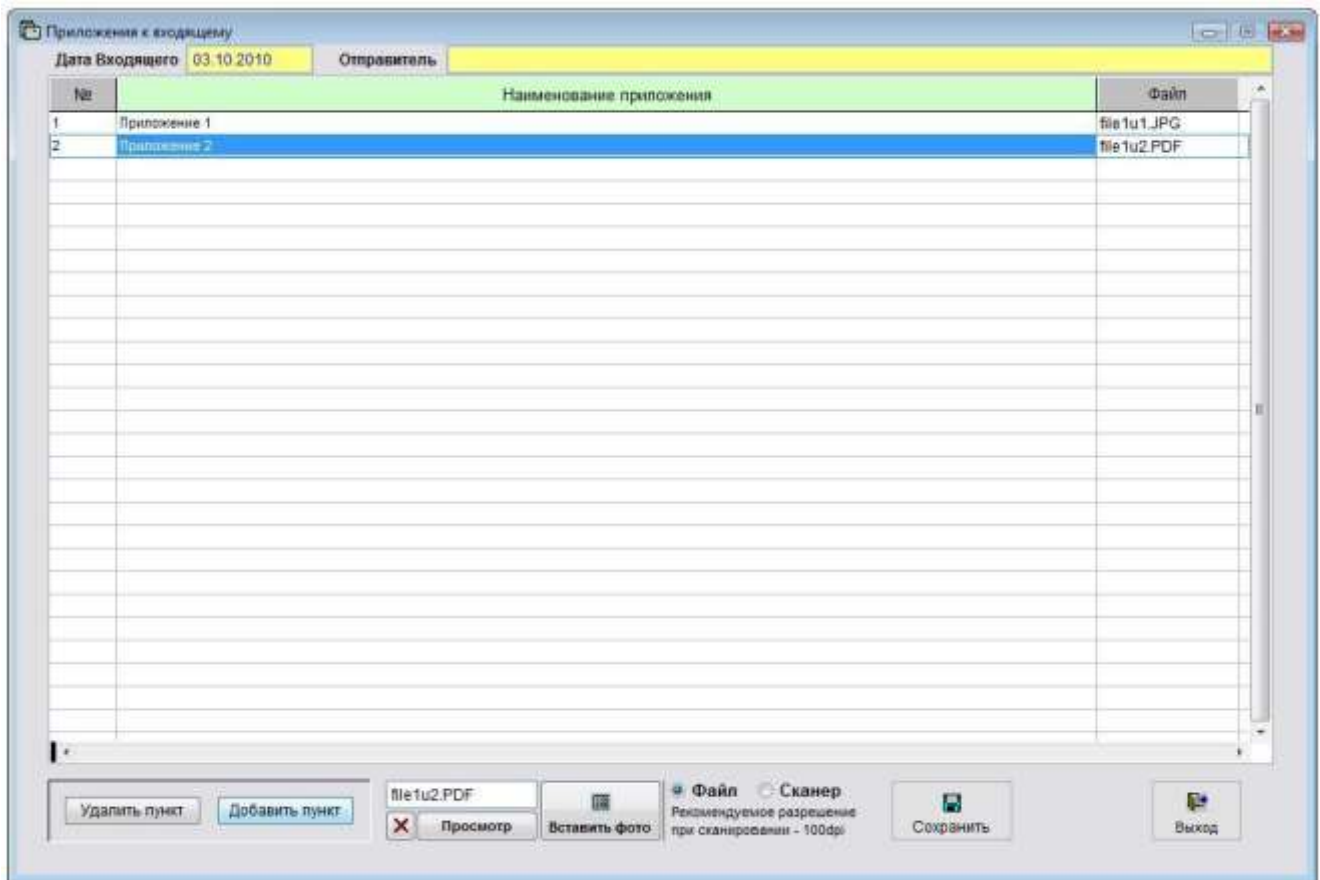 Приложения к входящему
Дата Входящего 03.10.2010 Отправитель
№ Наименование приложения Файл
1 Приложение 1 file1u1.JPG
2 Приложение 2 file1u2.PDF
Удалить пункт Добавить пункт
file1u2.PDF
Просмотр
Вставить фото
Файл Сканер
Рекомендуемое разрешение
при сканировании - 100dpi
Сохранить
Выход